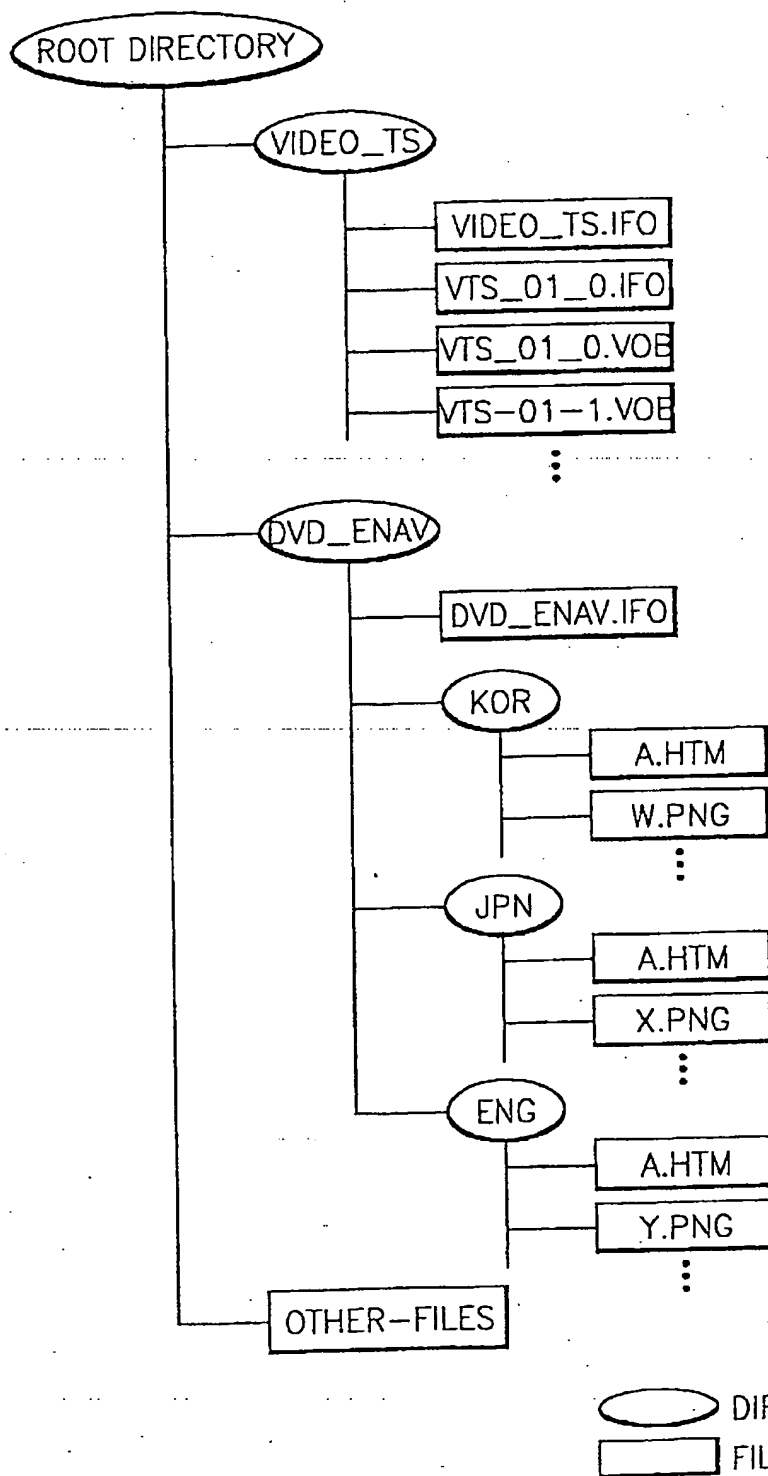 ROOT DIRECTORY
VIDEO_TS
VIDEO_TS.IFO
VTS_01_0.IFO
VTS_01_0.VOB
VTS-01-1.VOB
DVD_ENAV
DVD_ENAV.IFO
KOR
A.HTM
W.PNG
JPN
A.HTM
X.PNG
ENG
A.HTM
Y.PNG
OTHER-FILES